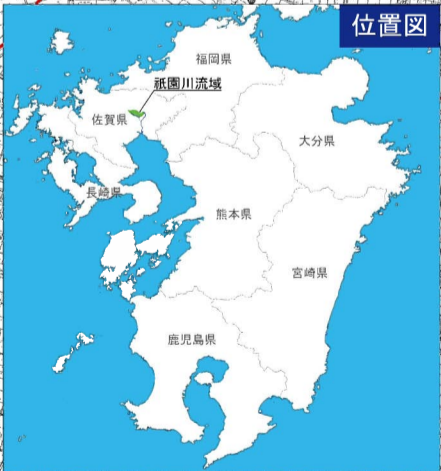 位置図
福岡県
祇園川流域
佐賀県
大分県
長崎県
熊本県
宮崎県
鹿児島県